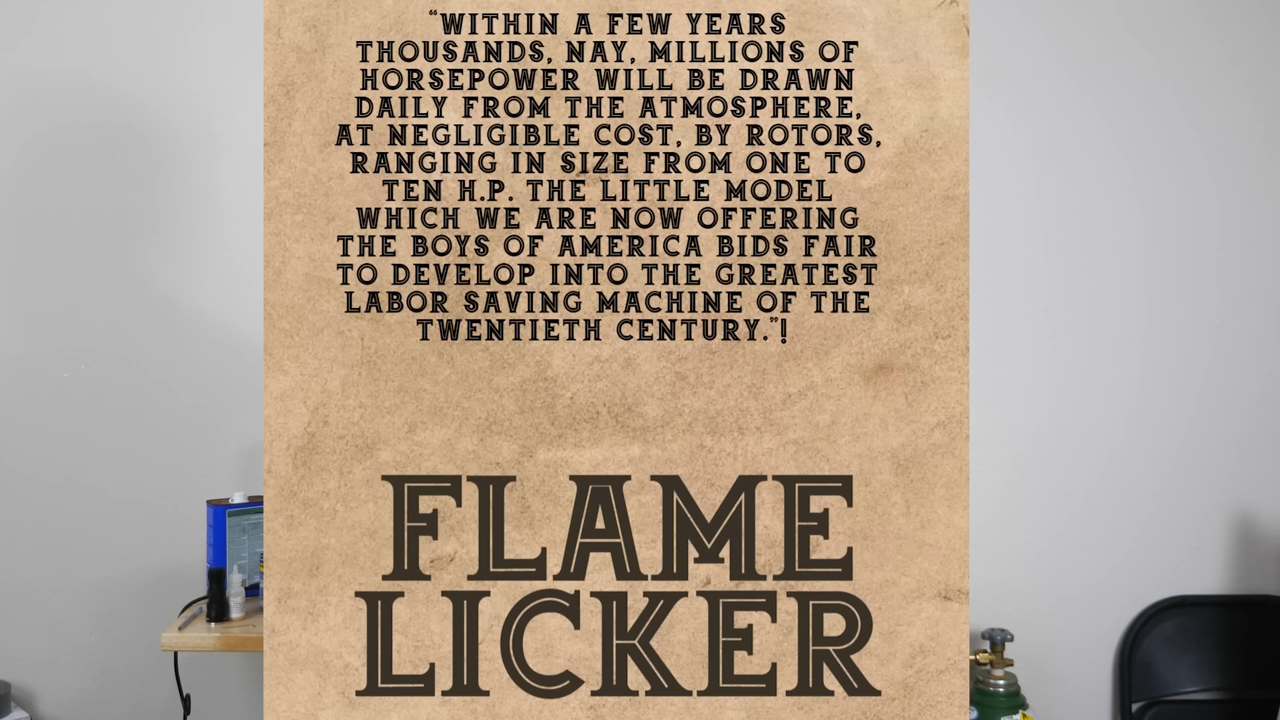 “WITHIN A FEW YEARS
THOUSANDS, NAY, MILLIONS OF
HORSEPOWER WILL BE DRAWN
DAILY FROM THE ATMOSPHERE,
AT NEGLIGIBLE COST, BY ROTORS,
RANGING IN SIZE FROM ONE TO
TEN H.P. THE LITTLE MODEL
WHICH WE ARE NOW OFFERING
THE BOYS OF AMERICA BIDS FAIR
TO DEVELOP INTO THE GREATEST
LABOR SAVING MACHINE OF THE
TWENTIETH CENTURY.”!
FLAME
LICKER